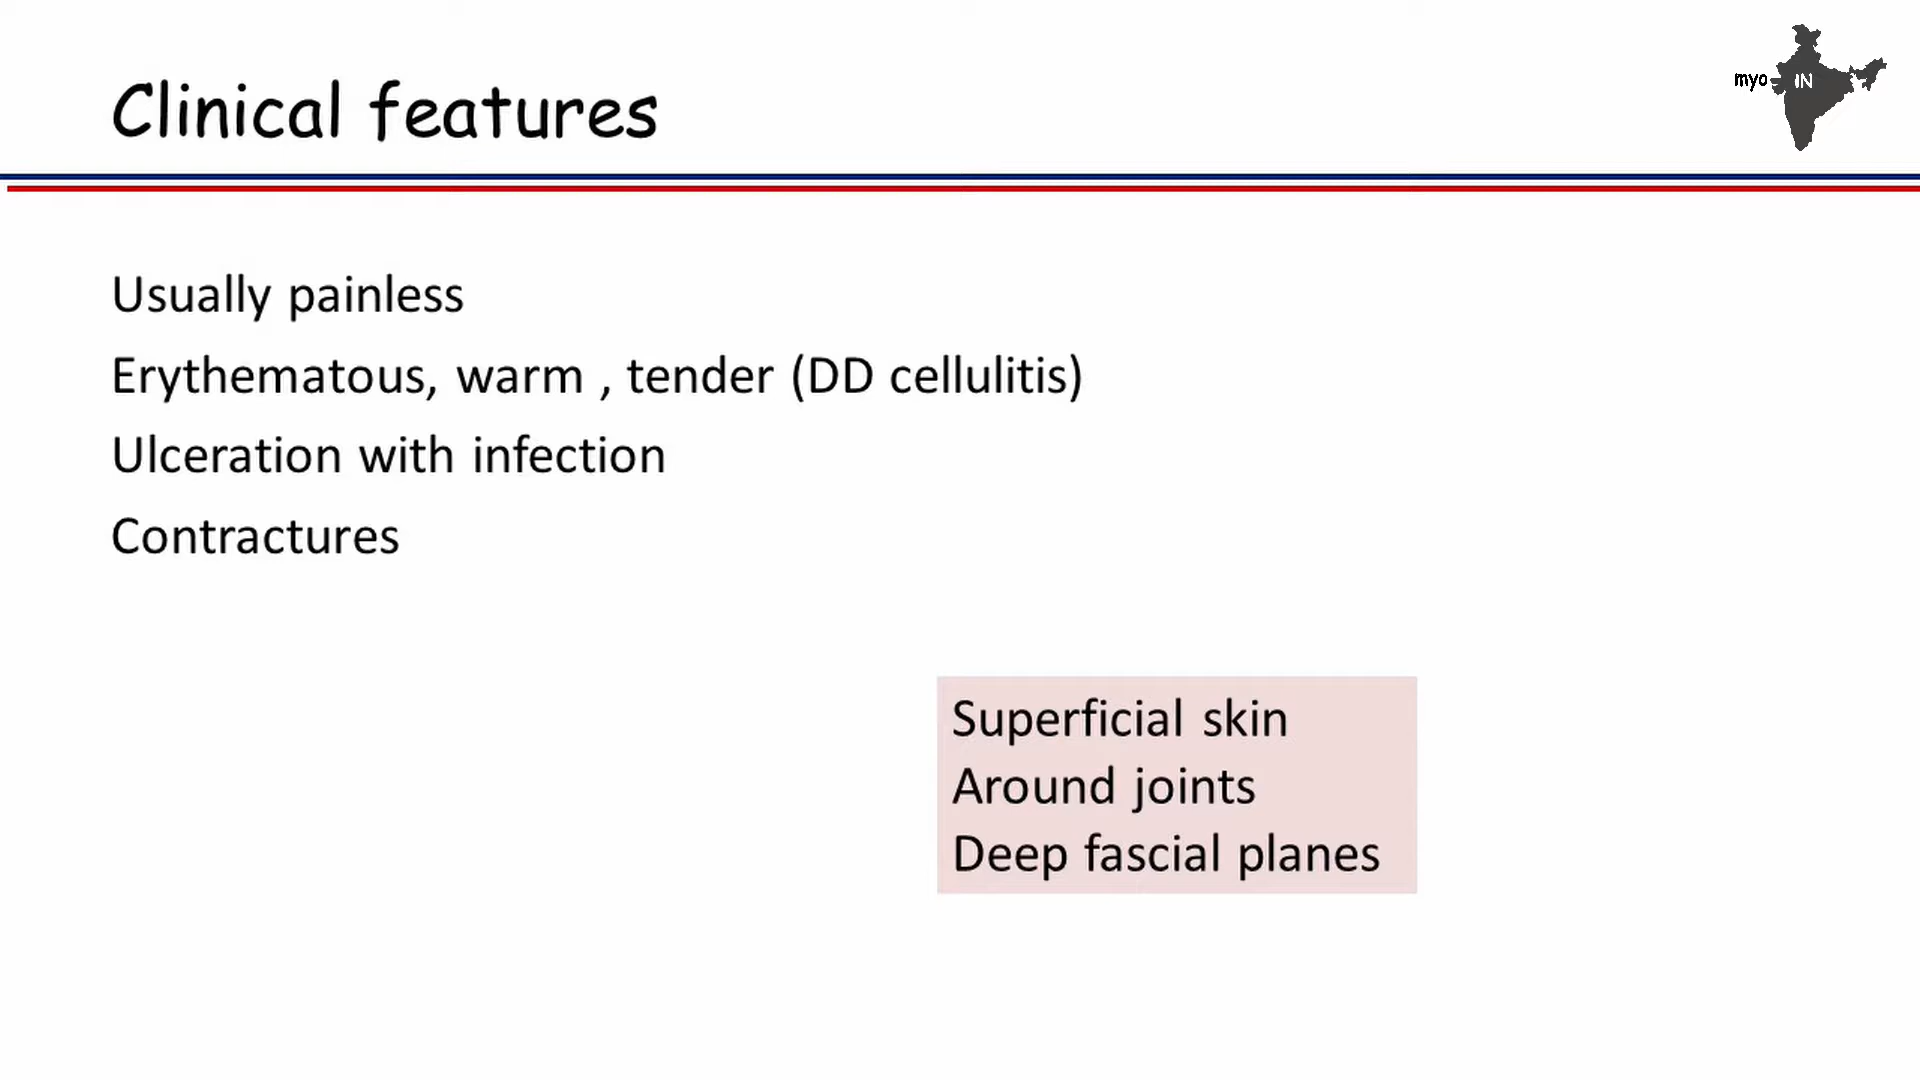 Clinical features
myo IN
Usually painless
Erythematous, warm , tender (DD cellulitis)
Ulceration with infection
Contractures
Superficial skin
Around joints
Deep fascial planes